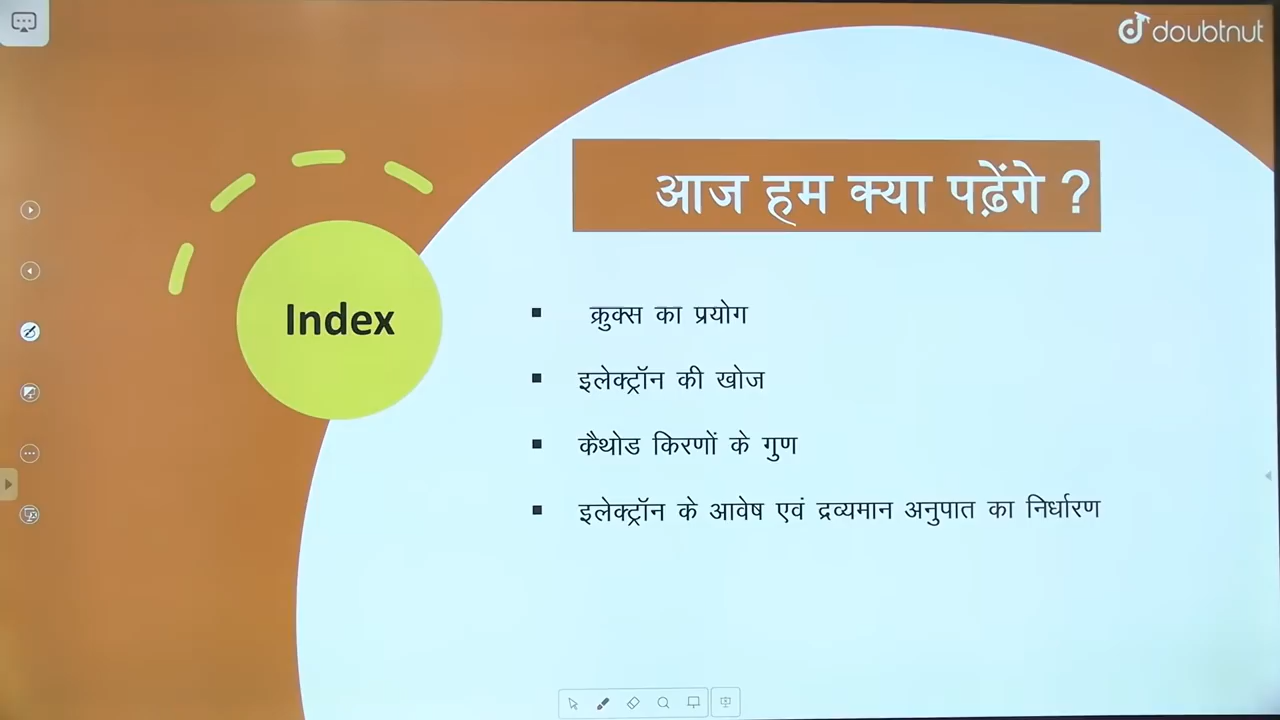 doubtnut
आज हम क्या पढ़ेंगे ?
Index
क्रुक्स का प्रयोग
इलेक्ट्रॉन की खोज
कैथोड किरणों के गुण
इलेक्ट्रॉन के आवेष एवं द्रव्यमान अनुपात का निर्धारण